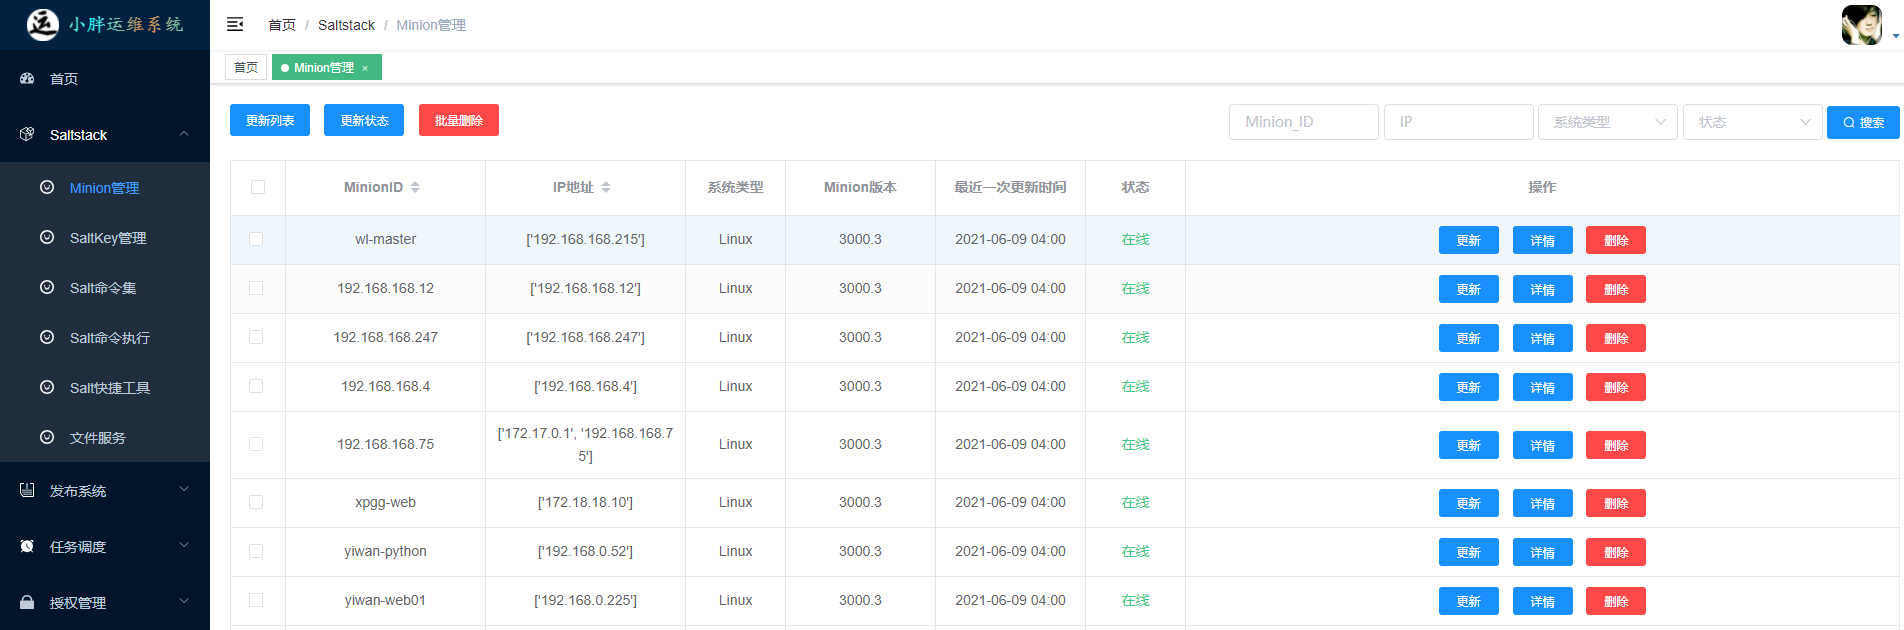 小胖运维系统
首页 / Saltstack / Minion管理
首页
Minion管理 ×
首页
Saltstack
Minion管理
SaltKey管理
Salt命令集
Salt命令执行
Salt快捷工具
文件服务
发布系统
任务调度
授权管理
更新列表 更新状态 批量删除 Minion_ID IP 系统类型 状态 搜索
MinionID IP地址 系统类型 Minion版本 最近一次更新时间 状态 操作
wl-master ['192.168.168.215'] Linux 3000.3 2021-06-09 04:00 在线 更新 详情 删除
192.168.168.12 ['192.168.168.12'] Linux 3000.3 2021-06-09 04:00 在线 更新 详情 删除
192.168.168.247 ['192.168.168.247'] Linux 3000.3 2021-06-09 04:00 在线 更新 详情 删除
192.168.168.4 ['192.168.168.4'] Linux 3000.3 2021-06-09 04:00 在线 更新 详情 删除
192.168.168.75 ['172.17.0.1', '192.168.168.7
5'] Linux 3000.3 2021-06-09 04:00 在线 更新 详情 删除
xpgg-web ['172.18.18.10'] Linux 3000.3 2021-06-09 04:00 在线 更新 详情 删除
yiwan-python ['192.168.0.52'] Linux 3000.3 2021-06-09 04:00 在线 更新 详情 删除
yiwan-web01 ['192.168.0.225'] Linux 3000.3 2021-06-09 04:00 在线 更新 详情 删除